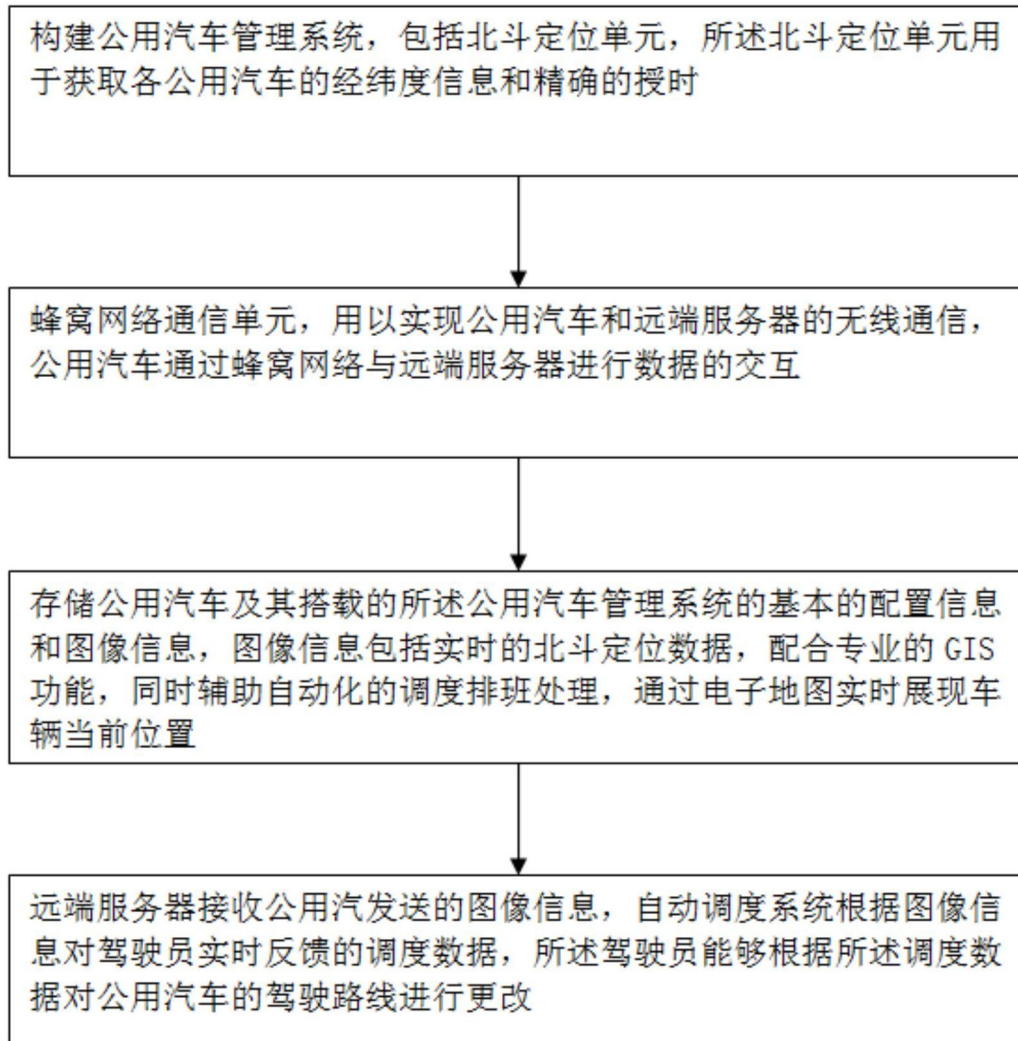 构建公用汽车管理系统，包括北斗定位单元，所述北斗定位单元用
于获取各公用汽车的经纬度信息和精确的授时
蜂窝网络通信单元，用以实现公用汽车和远端服务器的无线通信，
公用汽车通过蜂窝网络与远端服务器进行数据的交互
存储公用汽车及其搭载的所述公用汽车管理系统的基本的配置信息
和图像信息，图像信息包括实时的北斗定位数据，配合专业的 GIS
功能，同时辅助自动化的调度排班处理，通过电子地图实时展现车
辆当前位置
远端服务器接收公用汽发送的图像信息，自动调度系统根据图像信
息对驾驶员实时反馈的调度数据，所述驾驶员能够根据所述调度数
据对公用汽车的驾驶路线进行更改